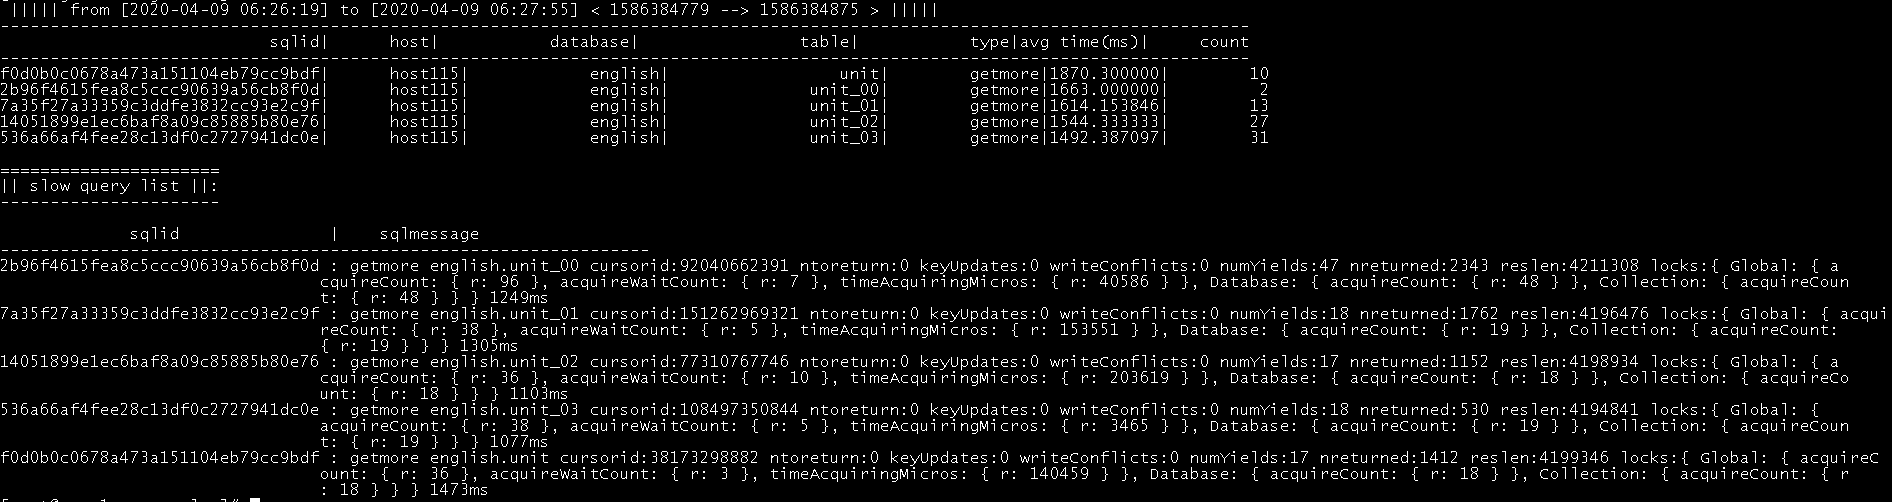 ||||| from [2020-04-09 06:26:19] to [2020-04-09 06:27:55] < 1586384779 --> 1586384875 > |||||
sqlid| host| database| table| type|avg time(ms)| count
f0d0b0c0678a473a151104eb79cc9bdf| host115| english| unit| getmore|1870.300000| 10
2b96f4615fea8c5ccc90639a56cb8f0d| host115| english| unit_00| getmore|1663.000000| 2
7a35f27a33359c3ddfe3832cc93e2c9f| host115| english| unit_01| getmore|1614.153846| 13
14051899e1ec6baf8a09c85885b80e76| host115| english| unit_02| getmore|1544.333333| 27
536a66af4fee28c13df0c2727941dc0e| host115| english| unit_03| getmore|1492.387097| 31
======================
|| slow query list ||:
----------------------
sqlid | sqlmessage
-----------------------------------------------------------------
2b96f4615fea8c5ccc90639a56cb8f0d : getmore english.unit_00 cursorid:92040662391 ntoreturn:0 keyUpdates:0 writeConflicts:0 numYields:47 nreturned:2343 reslen:4211308 locks:{ Global: { a
cquireCount: { r: 96 }, acquireWaitCount: { r: 7 }, timeAcquiringMicros: { r: 40586 } }, Database: { acquireCount: { r: 48 } }, Collection: { acquireCoun
t: { r: 48 } } } 1249ms
7a35f27a33359c3ddfe3832cc93e2c9f : getmore english.unit_01 cursorid:151262969321 ntoreturn:0 keyUpdates:0 writeConflicts:0 numYields:18 nreturned:1762 reslen:4196476 locks:{ Global: { acqui
reCount: { r: 38 }, acquireWaitCount: { r: 5 }, timeAcquiringMicros: { r: 153551 } }, Database: { acquireCount: { r: 19 } }, Collection: { acquireCount:
{ r: 19 } } } 1305ms
14051899e1ec6baf8a09c85885b80e76 : getmore english.unit_02 cursorid:77310767746 ntoreturn:0 keyUpdates:0 writeConflicts:0 numYields:17 nreturned:1152 reslen:4198934 locks:{ Global: { a
cquireCount: { r: 36 }, acquireWaitCount: { r: 10 }, timeAcquiringMicros: { r: 203619 } }, Database: { acquireCount: { r: 18 } }, Collection: { acquireCo
unt: { r: 18 } } } 1103ms
536a66af4fee28c13df0c2727941dc0e : getmore english.unit_03 cursorid:108497350844 ntoreturn:0 keyUpdates:0 writeConflicts:0 numYields:18 nreturned:530 reslen:4194841 locks:{ Global: {
acquireCount: { r: 38 }, acquireWaitCount: { r: 5 }, timeAcquiringMicros: { r: 3465 } }, Database: { acquireCount: { r: 19 } }, Collection: { acquireCoun
t: { r: 19 } } } 1077ms
f0d0b0c0678a473a151104eb79cc9bdf : getmore english.unit cursorid:38173298882 ntoreturn:0 keyUpdates:0 writeConflicts:0 numYields:17 nreturned:1412 reslen:4199346 locks:{ Global: { acquireC
ount: { r: 36 }, acquireWaitCount: { r: 3 }, timeAcquiringMicros: { r: 140459 } }, Database: { acquireCount: { r: 18 } }, Collection: { acquireCount: { r
: 18 } } } 1473ms